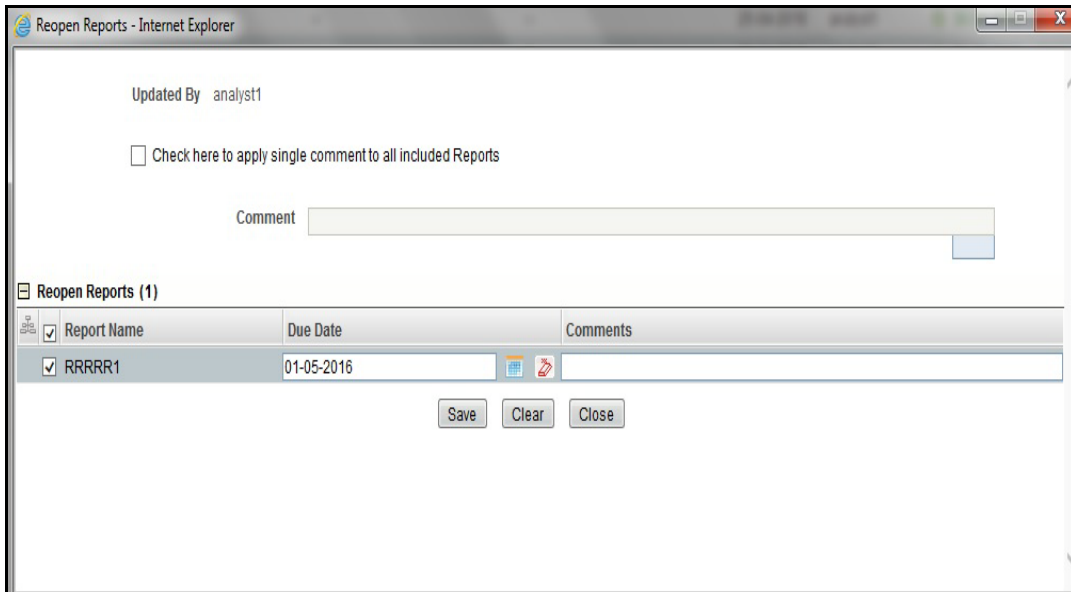 Reopen Reports - Internet Explorer
Updated By analyst1
Check here to apply single comment to all included Reports
Comment
Reopen Reports (1)
Report Name Due Date Comments
RRRRR1 01-05-2016
Save Clear Close